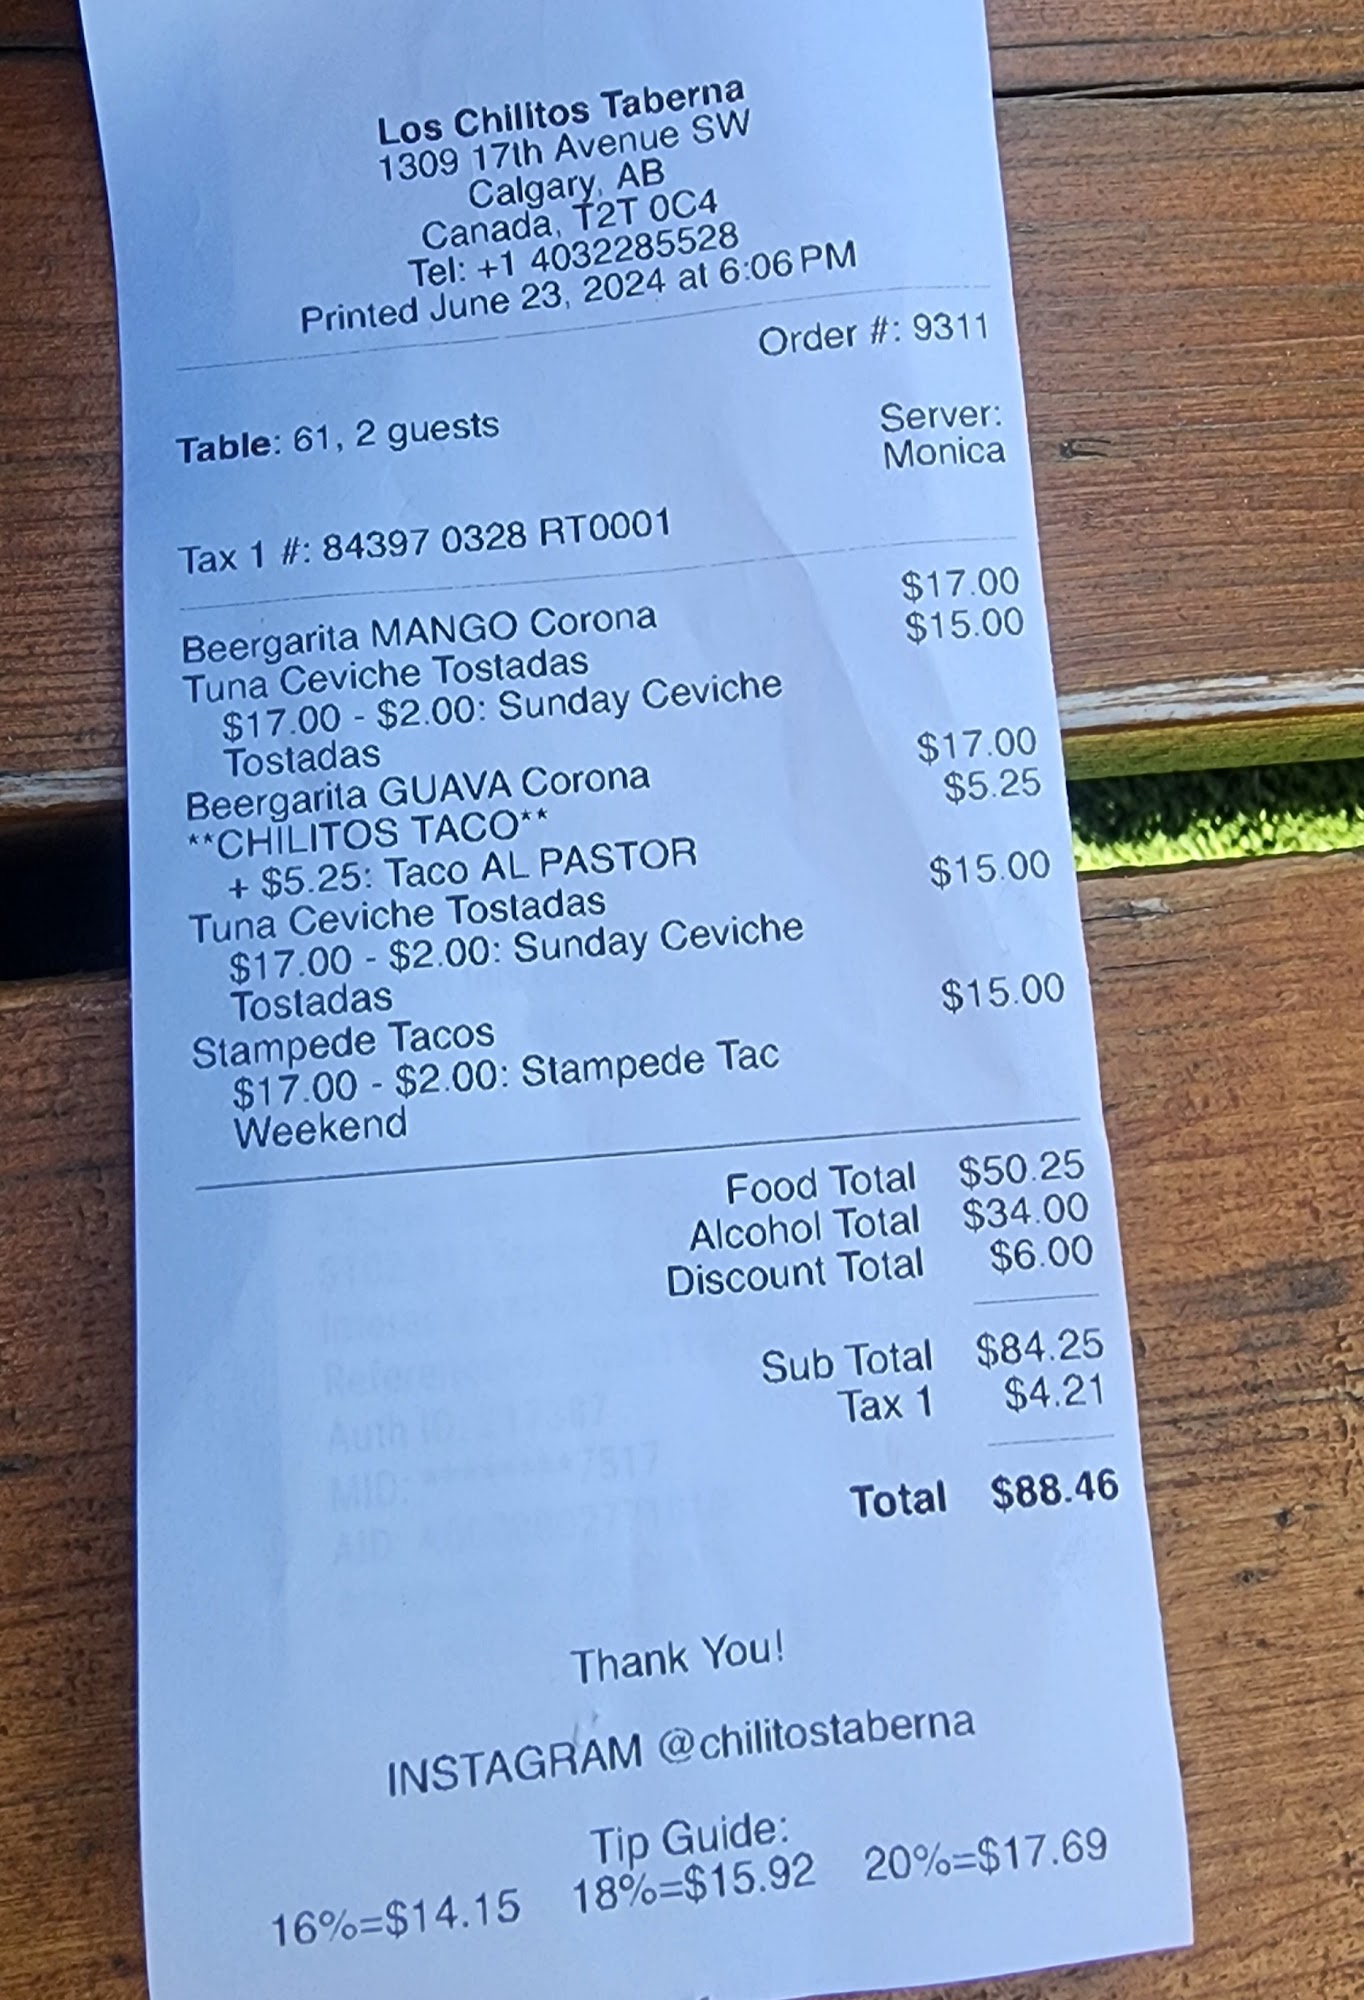 Los Chilitos Taberna
1309 17th Avenue SW
Calgary, AB
Canada, T2T 0C4
Tel: +1 4032285528
Printed June 23, 2024 at 6:06 PM
Order #: 9311
Table: 61, 2 guests
Server:
Monica
Tax 1 #: 84397 0328 RT0001
Beergarita MANGO Corona $17.00
Tuna Ceviche Tostadas $15.00
$17.00 - $2.00: Sunday Ceviche
Tostadas
Beergarita GUAVA Corona $17.00
**CHILITOS TACO** $5.25
+ $5.25: Taco AL PASTOR
Tuna Ceviche Tostadas $15.00
$17.00 - $2.00: Sunday Ceviche
Tostadas
Stampede Tacos $15.00
$17.00 - $2.00: Stampede Tac
Weekend
Food Total $50.25
Alcohol Total $34.00
Discount Total $6.00
Sub Total $84.25
Tax 1 $4.21
Total $88.46
Thank You!
INSTAGRAM @chilitostaberna
Tip Guide:
16%=$14.15 18%=$15.92 20%=$17.69